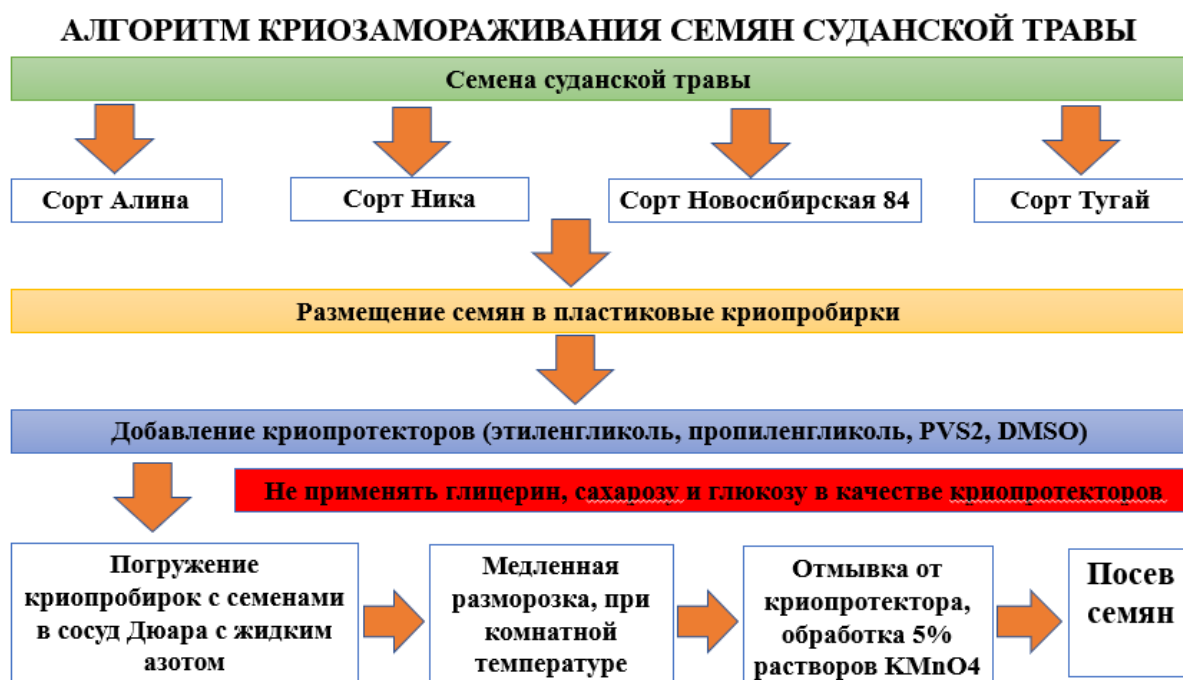 АЛГОРИТМ КРИОЗАМОРАЖИВАНИЯ СЕМЯН СУДАНСКОЙ ТРАВЫ
Семена суданской травы
Сорт Алина
Сорт Ника
Сорт Новосибирская 84
Сорт Тугай
Размещение семян в пластиковые криопробирки
Добавление криопротекторов (этиленгликоль, пропиленгликоль, PVS2, DMSO)
Не применять глицерин, сахарозу и глюкозу в качестве криопротекторов
Погружение
криопробирок с семенами
в сосуд Дюара с жидким
азотом
Медленная
разморозка, при
комнатной
температуре
Отмывка от
криопротектора,
обработка 5%
растворов KMnO4
Посев
семян